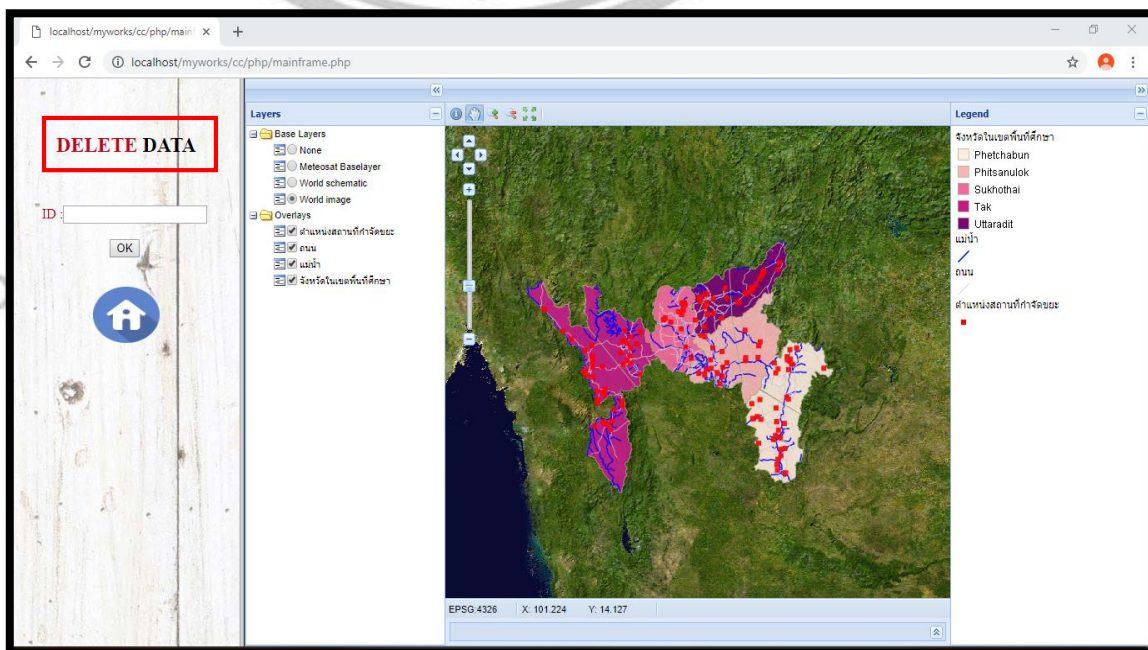 localhost/myworks/cc/php/main
localhost/myworks/cc/php/mainframe.php
DELETE DATA
ID :
OK
Layers
Base Layers
None
Meteosat Baselayer
World schematic
World image
Overlays
ตำแหน่งสถานที่กำจัดขยะ
ถนน
แม่น้ำ
จังหวัดในเขตพื้นที่ศึกษา
EPSG:4326 X: 101.224 Y: 14.127
Legend
จังหวัดในเขตพื้นที่ศึกษา
Phetchabun
Phitsanulok
Sukhothai
Tak
Uttaradit
แม่น้ำ
ถนน
ตำแหน่งสถานที่กำจัดขยะ